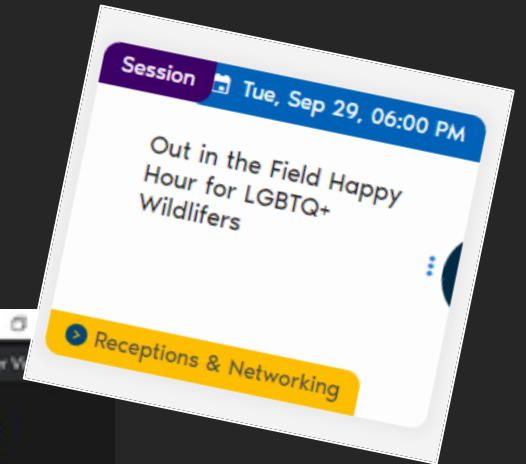 Session
Tue, Sep 29, 06:00 PM
Out in the Field Happy
Hour for LGBTQ+
Wildlifers
Receptions & Networking